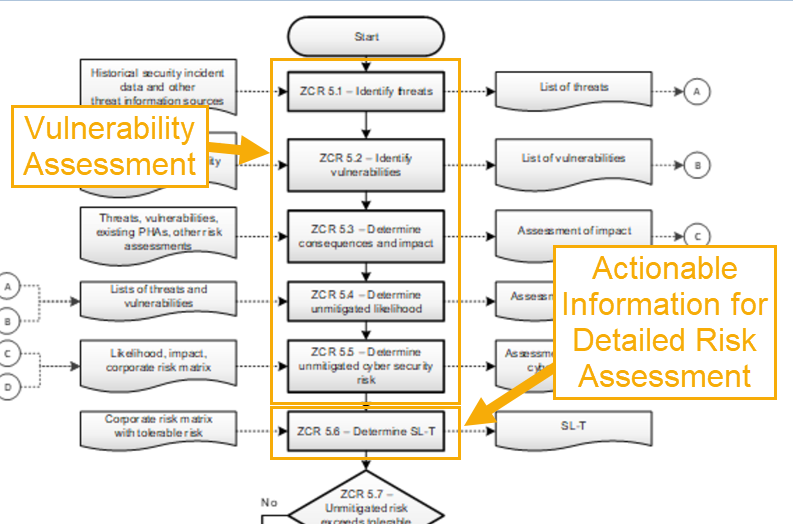 Start
Historical security incident
data and other
threat information sources
ZCR 5.1 – Identify threats
List of threats
A
Vulnerability
Assessment
ZCR 5.2 – Identify
vulnerabilities
List of vulnerabilities
B
Threats, vulnerabilities,
existing PHAs, other risk
assessments
ZCR 5.3 – Determine
consequences and impact
Assessment of impact
C
Actionable
Information for
Detailed Risk
Assessment
A
B
Lists of threats and
vulnerabilities
ZCR 5.4 – Determine
unmitigated likelihood
C
D
Likelihood, impact,
corporate risk matrix
ZCR 5.5 – Determine
unmitigated cyber security
risk
Corporate risk matrix
with tolerable risk
ZCR 5.6 – Determine SL-T
SL-T
No
ZCR 5.7 –
Unmitigated risk
exceeds tolerable